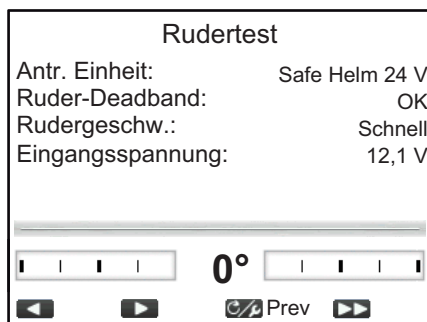 Rudertest
Antr. Einheit: Safe Helm 24 V
Ruder-Deadband: OK
Rudergeschw.: Schnell
Eingangsspannung: 12,1 V
0°
Prev